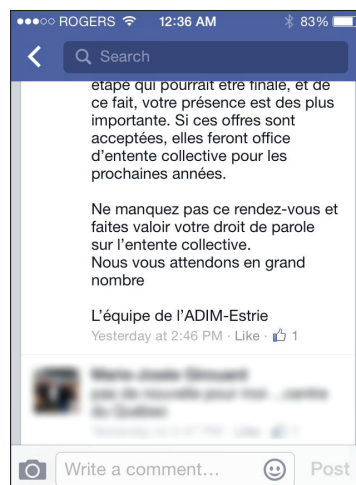 ROGERS 12:36 AM 83%
Search
étape qui pourrait être finale, et de
ce fait, votre présence est des plus
importante. Si ces offres sont
acceptées, elles feront office
d'entente collective pour les
prochaines années.
Ne manquez pas ce rendez-vous et
faites valoir votre droit de parole
sur l'entente collective.
Nous vous attendons en grand
nombre
L'équipe de l'ADIM-Estrie
Yesterday at 2:46 PM · Like · 1
Write a comment... Post